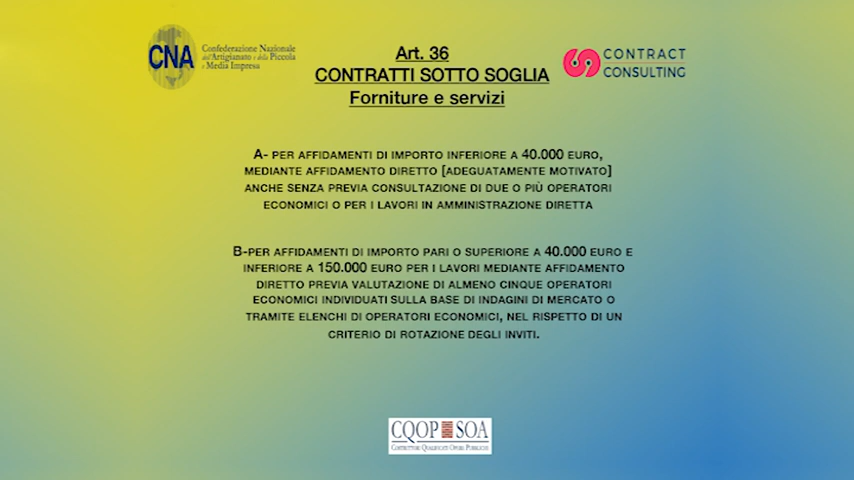 CNA
Confederazione Nazionale
dell'Artigianato e della Piccola
e Media Impresa
Art. 36
CONTRATTI SOTTO SOGLIA
Forniture e servizi
CONTRACT
CONSULTING
A- PER AFFIDAMENTI DI IMPORTO INFERIORE A 40.000 EURO,
MEDIANTE AFFIDAMENTO DIRETTO [ADEGUATAMENTE MOTIVATO]
ANCHE SENZA PREVIA CONSULTAZIONE DI DUE O PIÙ OPERATORI
ECONOMICI O PER I LAVORI IN AMMINISTRAZIONE DIRETTA
B-PER AFFIDAMENTI DI IMPORTO PARI O SUPERIORE A 40.000 EURO E
INFERIORE A 150.000 EURO PER I LAVORI MEDIANTE AFFIDAMENTO
DIRETTO PREVIA VALUTAZIONE DI ALMENO CINQUE OPERATORI
ECONOMICI INDIVIDUATI SULLA BASE DI INDAGINI DI MERCATO O
TRAMITE ELENCHI DI OPERATORI ECONOMICI, NEL RISPETTO DI UN
CRITERIO DI ROTAZIONE DEGLI INVITI.
CQOP SOA
COSTRUTTORI QUALIFICATI OPERE PUBBLICHE